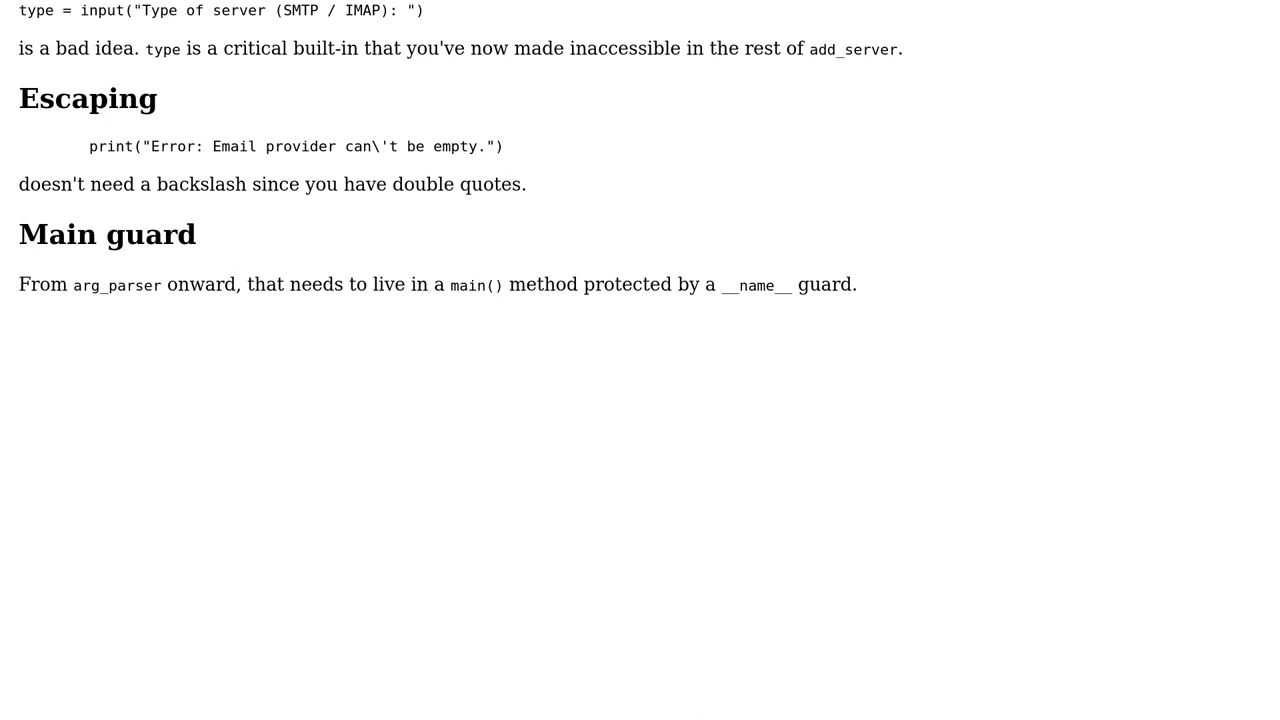 type = input("Type of server (SMTP / IMAP): ")
is a bad idea. type is a critical built-in that you've now made inaccessible in the rest of add_server.
Escaping
print("Error: Email provider can\'t be empty.")
doesn't need a backslash since you have double quotes.
Main guard
From arg_parser onward, that needs to live in a main() method protected by a __name__ guard.